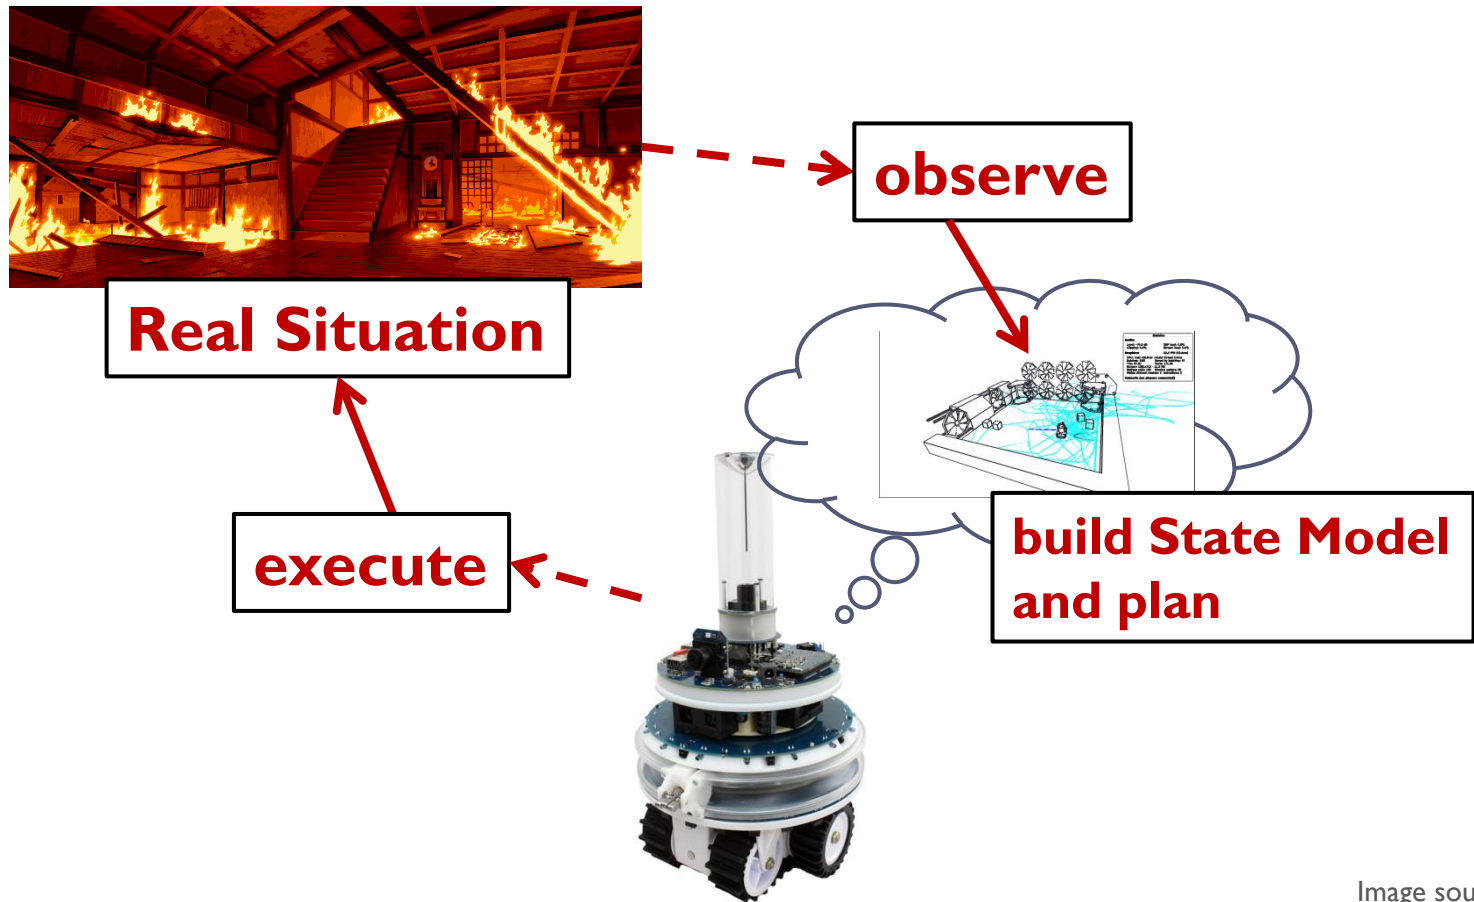 observe
Real Situation
execute
build State Model
and plan
Image sou